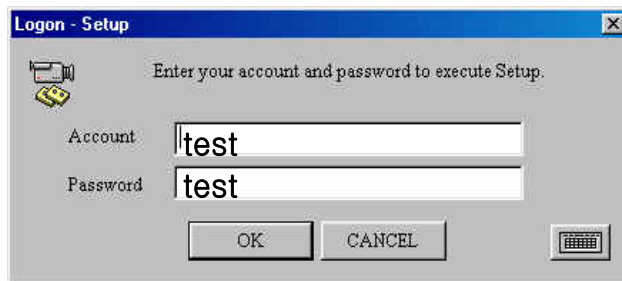 Logon - Setup
Enter your account and password to execute Setup.
Account test
Password test
OK CANCEL